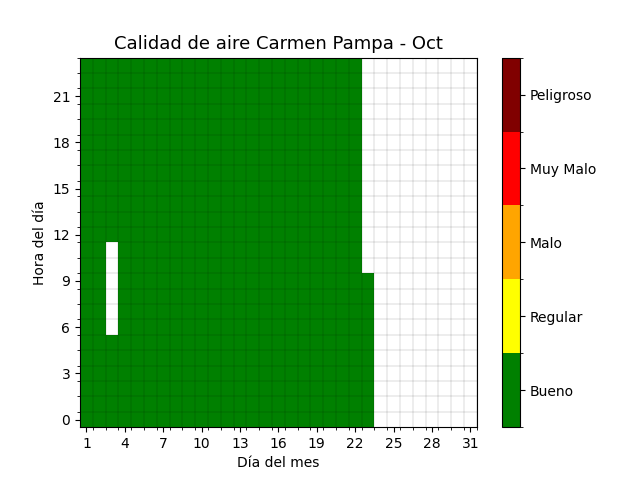 Calidad de aire Carmen Pampa - Oct
Hora del día
21
18
15
12
9
6
3
0
1 4 7 10 13 16 19 22 25 28 31
Día del mes
Peligroso
Muy Malo
Malo
Regular
Bueno